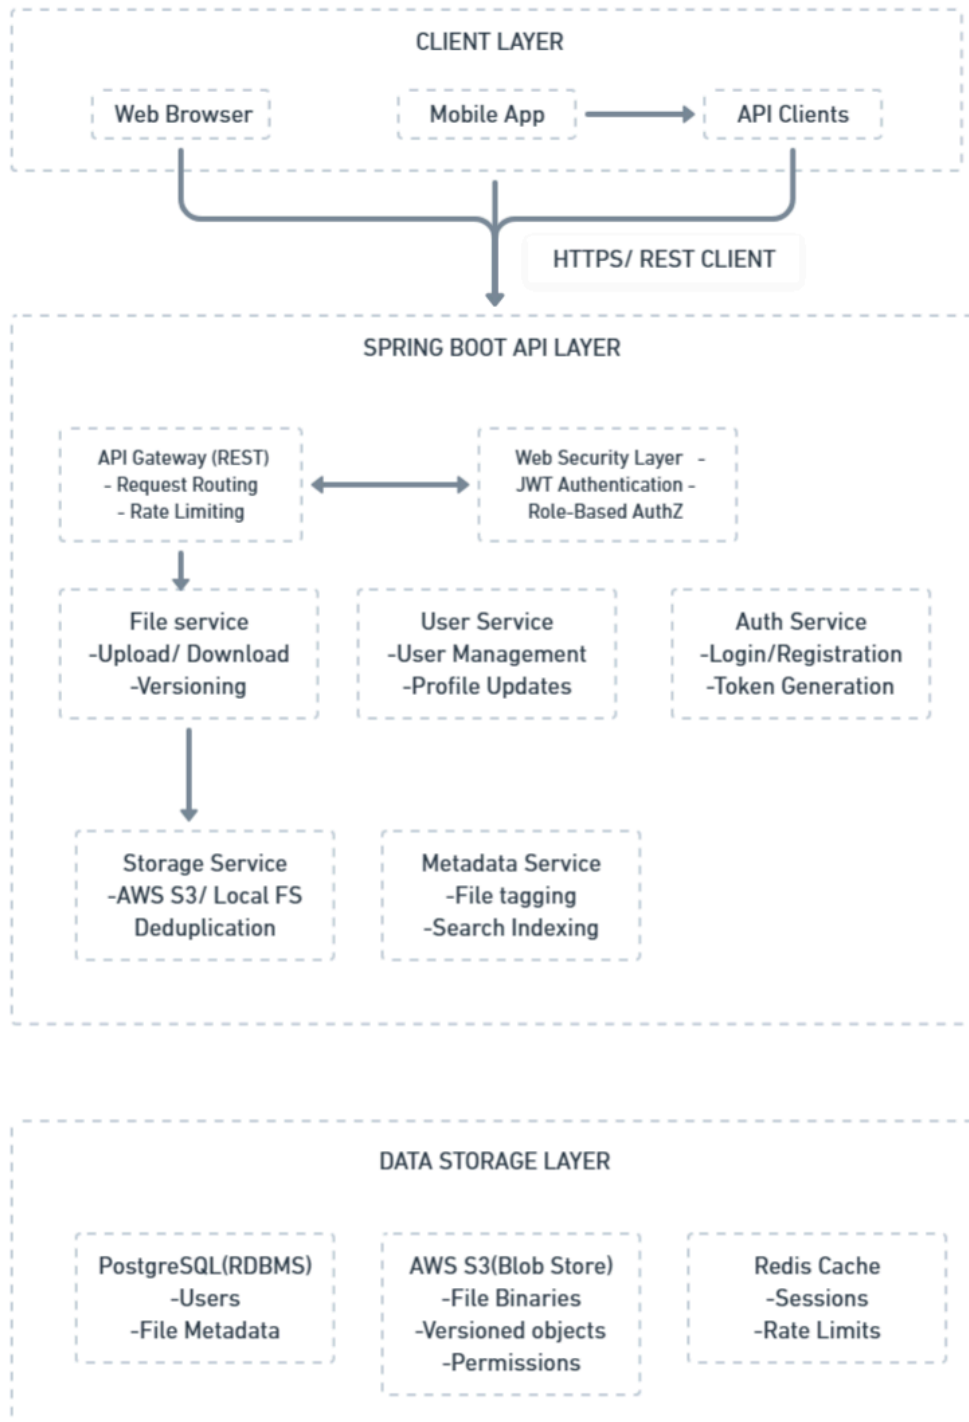 CLIENT LAYER
Web Browser
Mobile App
API Clients
HTTPS/ REST CLIENT
SPRING BOOT API LAYER
API Gateway (REST)
- Request Routing
- Rate Limiting
Web Security Layer -
JWT Authentication -
Role-Based AuthZ
File service
-Upload/ Download
-Versioning
User Service
-User Management
-Profile Updates
Auth Service
-Login/Registration
-Token Generation
Storage Service
-AWS S3/ Local FS
Deduplication
Metadata Service
-File tagging
-Search Indexing
DATA STORAGE LAYER
PostgreSQL(RDBMS)
-Users
-File Metadata
AWS S3(Blob Store)
-File Binaries
-Versioned objects
-Permissions
Redis Cache
-Sessions
-Rate Limits